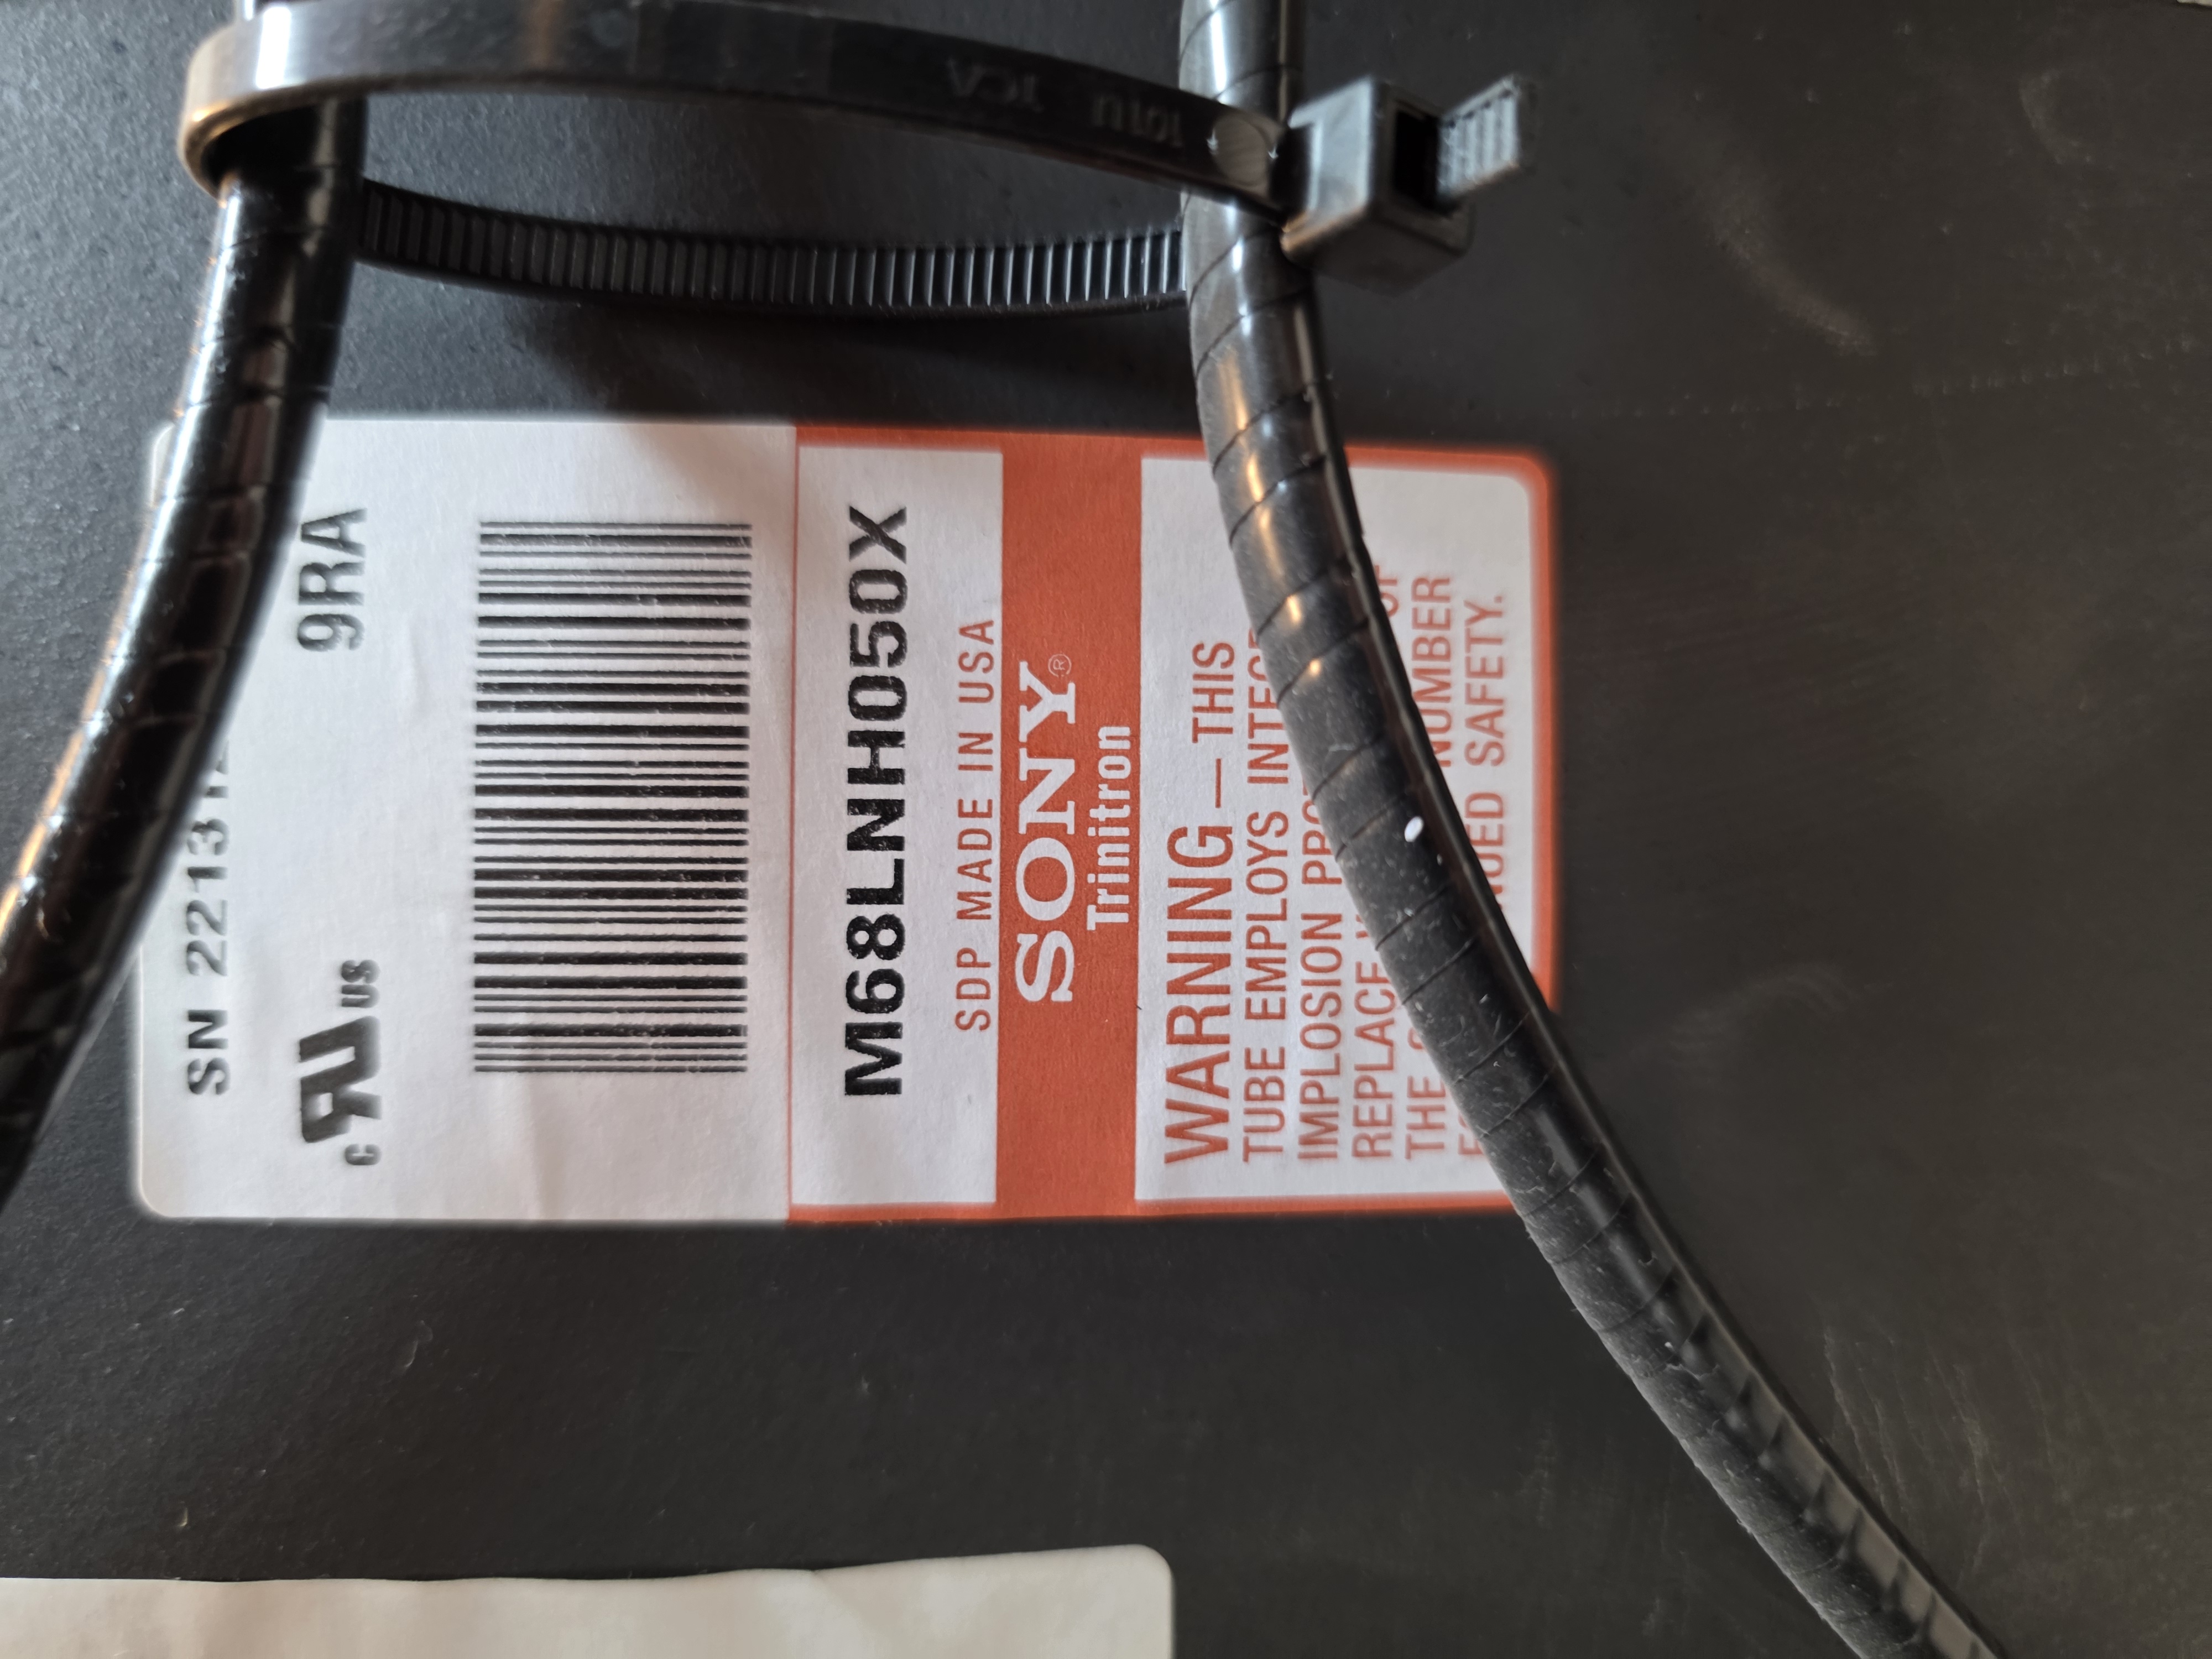 SN 22131
c UR US 9RA
M68LNH050X
SDP MADE IN USA
SONY®
Trinitron
WARNING — THIS
TUBE EMPLOYS
IMPLOSION
REPLACE
THE NUMBER
SAFETY.